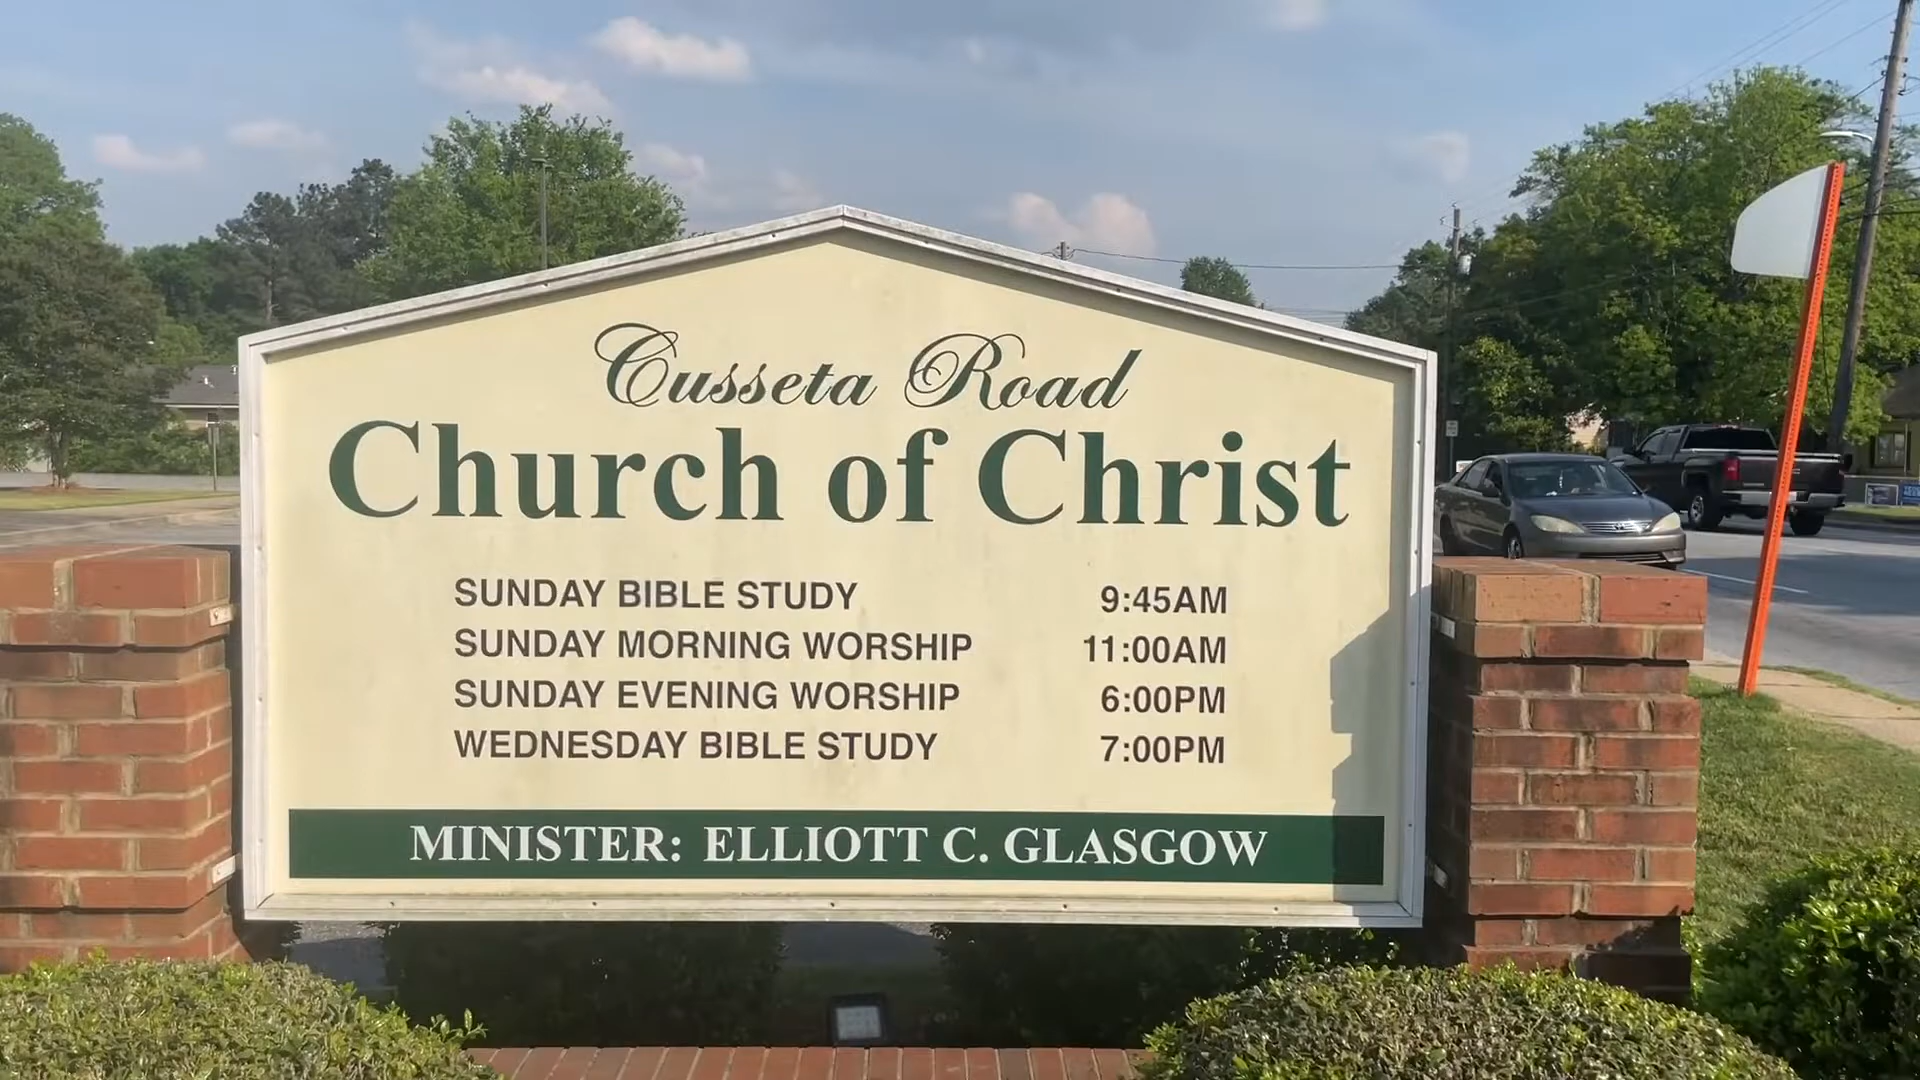 Cusseta Road
Church of Christ
SUNDAY BIBLE STUDY 9:45AM
SUNDAY MORNING WORSHIP 11:00AM
SUNDAY EVENING WORSHIP 6:00PM
WEDNESDAY BIBLE STUDY 7:00PM
MINISTER: ELLIOTT C. GLASGOW